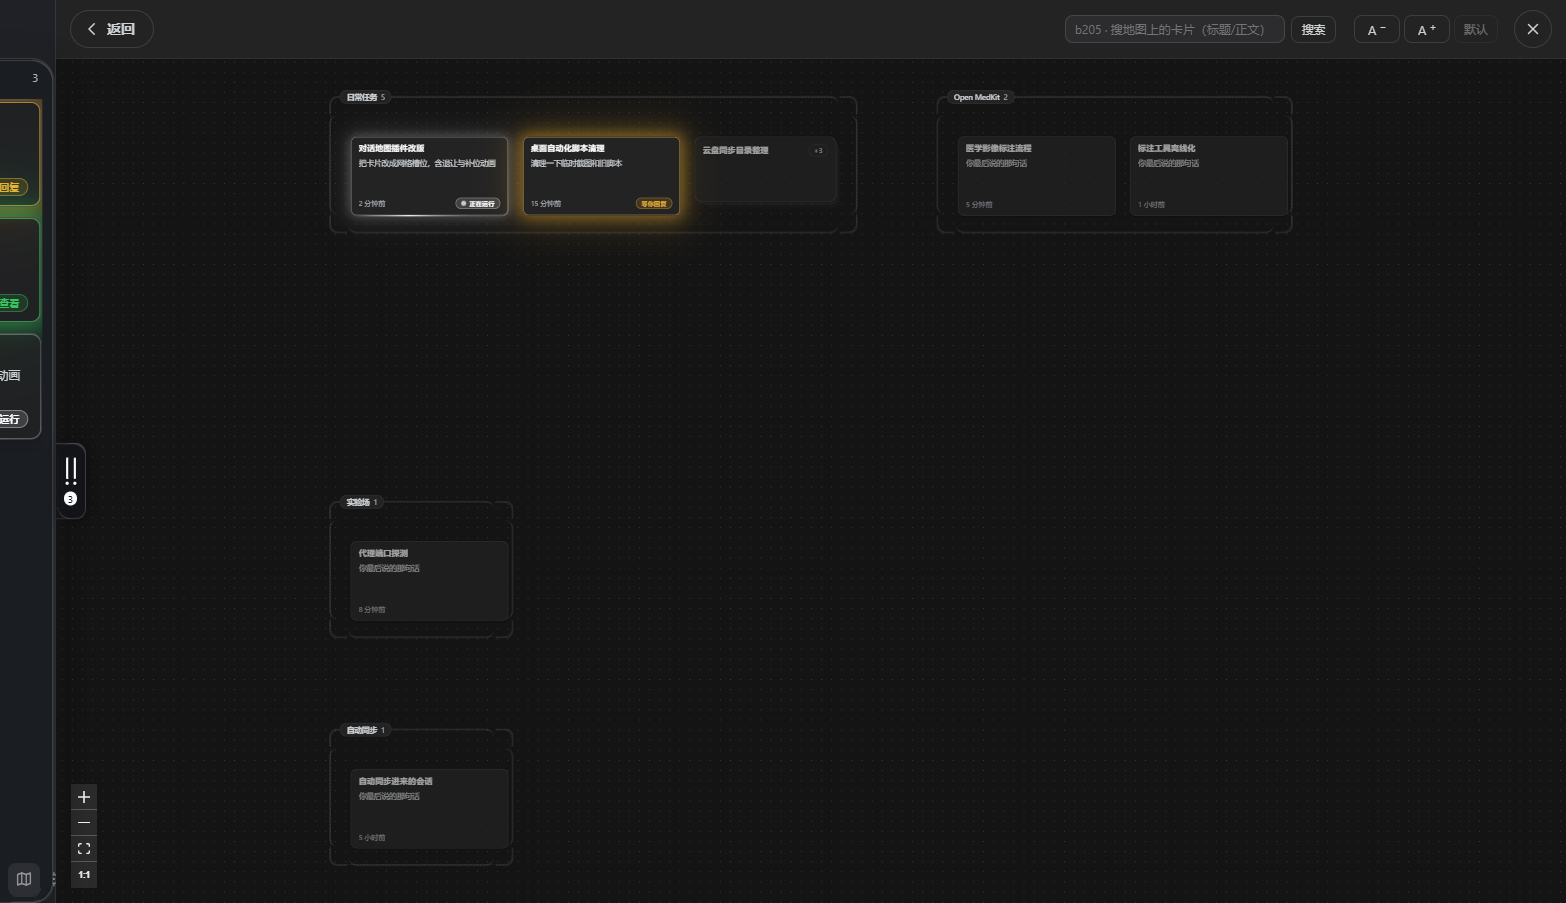 返回
b205 · 搜地图上的卡片（标题/正文）
搜索
A⁻
A⁺
默认
3
回复
查看
动画
运行
3
日常任务 5
对话地图插件改版
把卡片改成网格槽位，含退让与补位动画
2 分钟前
正在运行
桌面自动化脚本清理
清理一下临时截图和旧脚本
15 分钟前
等你回复
云盘同步目录整理
+3
Open MedKit 2
医学影像标注流程
你最后说的那句话
5 分钟前
标注工具离线化
你最后说的那句话
1 小时前
实验场 1
代理端口探测
你最后说的那句话
8 分钟前
自动同步 1
自动同步进来的会话
你最后说的那句话
5 小时前
1:1